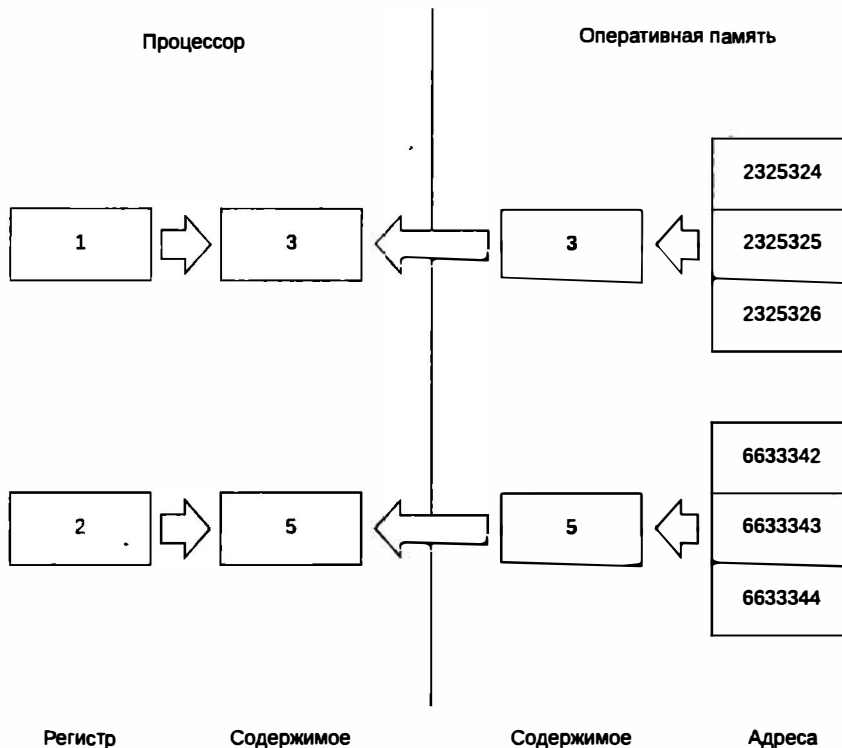 Процессор
Оперативная память
2325324
1
3
3
2325325
2325326
6633342
2
5
5
6633343
6633344
Регистр
Содержимое
Содержимое
Адреса